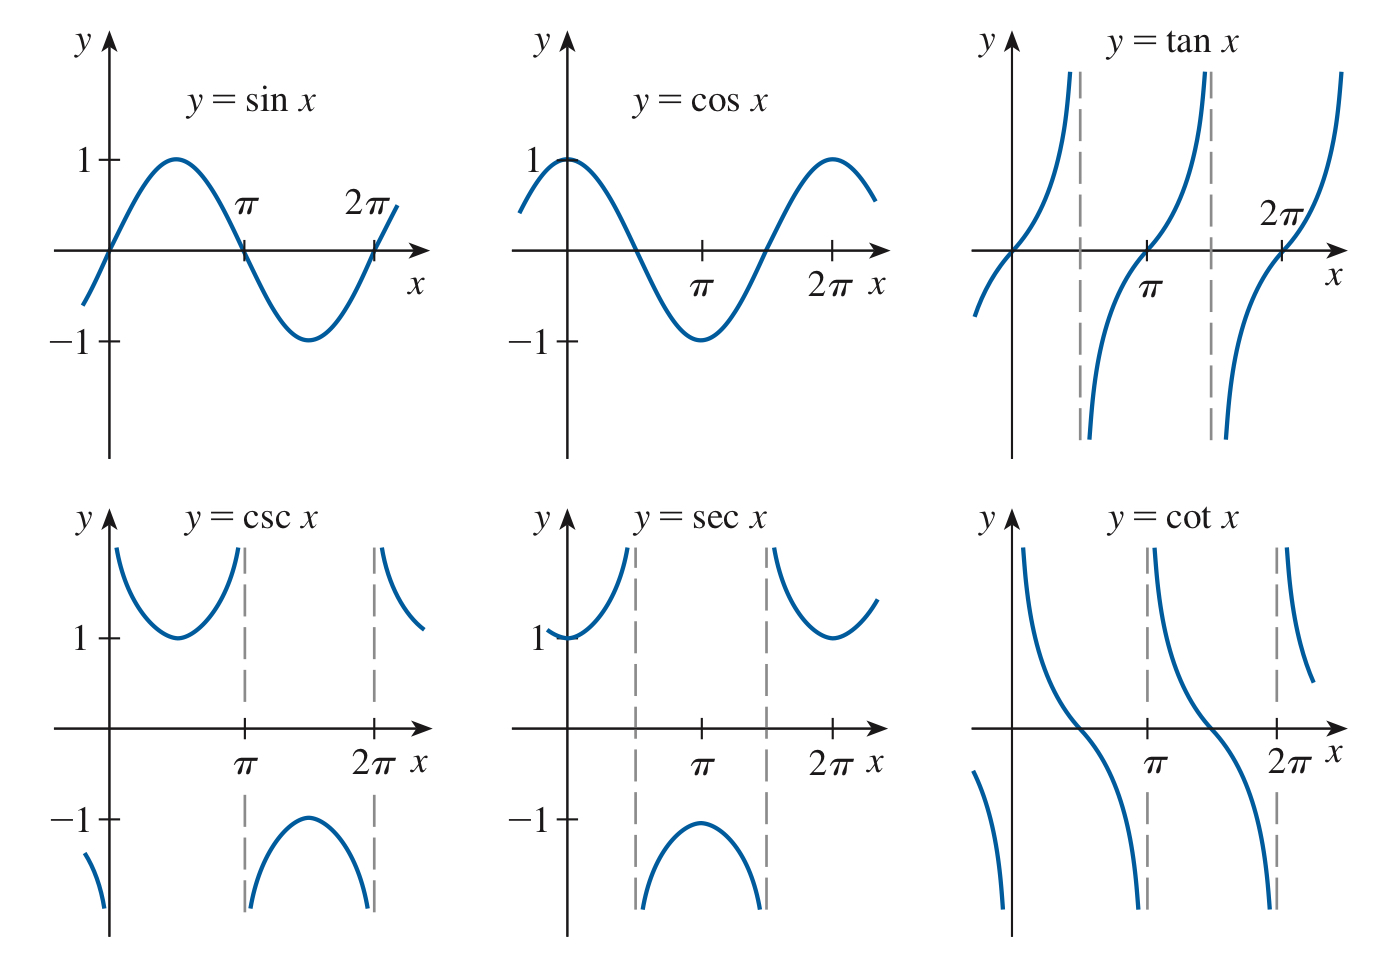 y
y = sin x
1
π
2π
x
−1
y
y = cos x
1
π
2π
x
−1
y
y = tan x
2π
π
x
y
y = csc x
1
π
2π
x
−1
y
y = sec x
1
π
2π
x
−1
y
y = cot x
π
2π
x